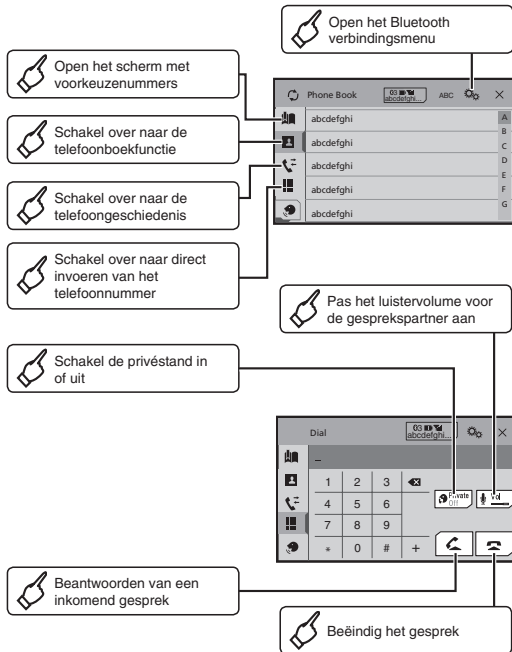 Open het Bluetooth
verbindingsmenu
Open het scherm met
voorkeuzenummers
Schakel over naar de
telefoonboekfunctie
Schakel over naar de
telefoongeschiedenis
Schakel over naar direct
invoeren van het
telefoonnummer
Phone Book
03
abcdefghi...
ABC
abcdefghi
abcdefghi
abcdefghi
abcdefghi
abcdefghi
A
B
C
D
E
F
G
Pas het luistervolume voor
de gesprekspartner aan
Schakel de privéstand in
of uit
Dial
03
abcdefghi...
_
1 2 3
4 5 6
7 8 9
* 0 # +
Private
Off
Vol
Beantwoorden van een
inkomend gesprek
Beëindig het gesprek